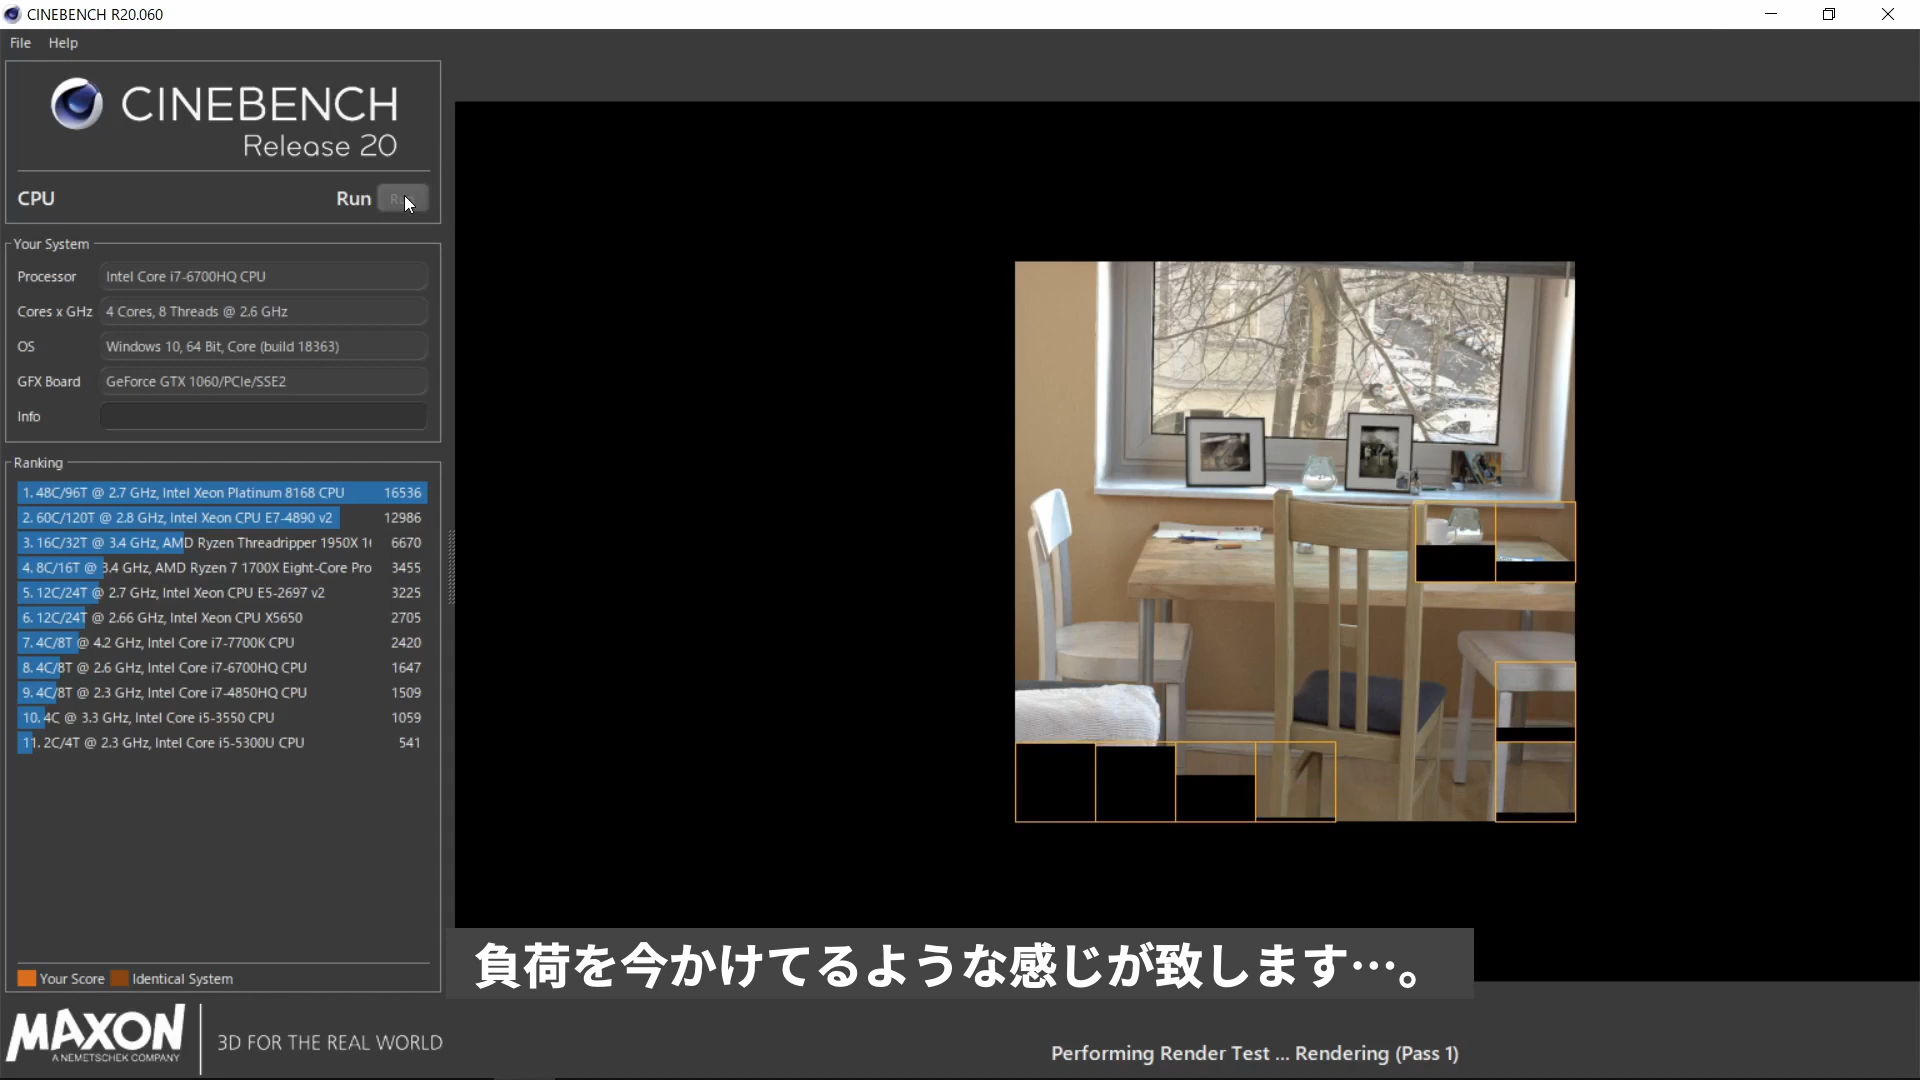 CINEBENCH R20.060
File Help
CINEBENCH
Release 20
CPU Run
Your System
Processor Intel Core i7-6700HQ CPU
Cores x GHz 4 Cores, 8 Threads @ 2.6 GHz
OS Windows 10, 64 Bit, Core (build 18363)
GFX Board GeForce GTX 1060/PCIe/SSE2
Info
Ranking
1. 48C/96T @ 2.7 GHz, Intel Xeon Platinum 8168 CPU 16536
2. 60C/120T @ 2.8 GHz, Intel Xeon CPU E7-4890 v2 12986
3. 16C/32T @ 3.4 GHz, AMD Ryzen Threadripper 1950X 6670
4. 8C/16T @ 3.4 GHz, AMD Ryzen 7 1700X Eight-Core Pro 3455
5. 12C/24T @ 2.7 GHz, Intel Xeon CPU E5-2697 v2 3225
6. 12C/24T @ 2.66 GHz, Intel Xeon CPU X5650 2705
7. 4C/8T @ 4.2 GHz, Intel Core i7-7700K CPU 2420
8. 4C/8T @ 2.6 GHz, Intel Core i7-6700HQ CPU 1647
9. 4C/8T @ 2.3 GHz, Intel Core i7-4850HQ CPU 1509
10. 4C @ 3.3 GHz, Intel Core i5-3550 CPU 1059
11. 2C/4T @ 2.3 GHz, Intel Core i5-5300U CPU 541
負荷を今かけてるような感じが致します…。
Your Score Identical System
MAXON
A NEMETSCHEK COMPANY
3D FOR THE REAL WORLD
Performing Render Test ... Rendering (Pass 1)